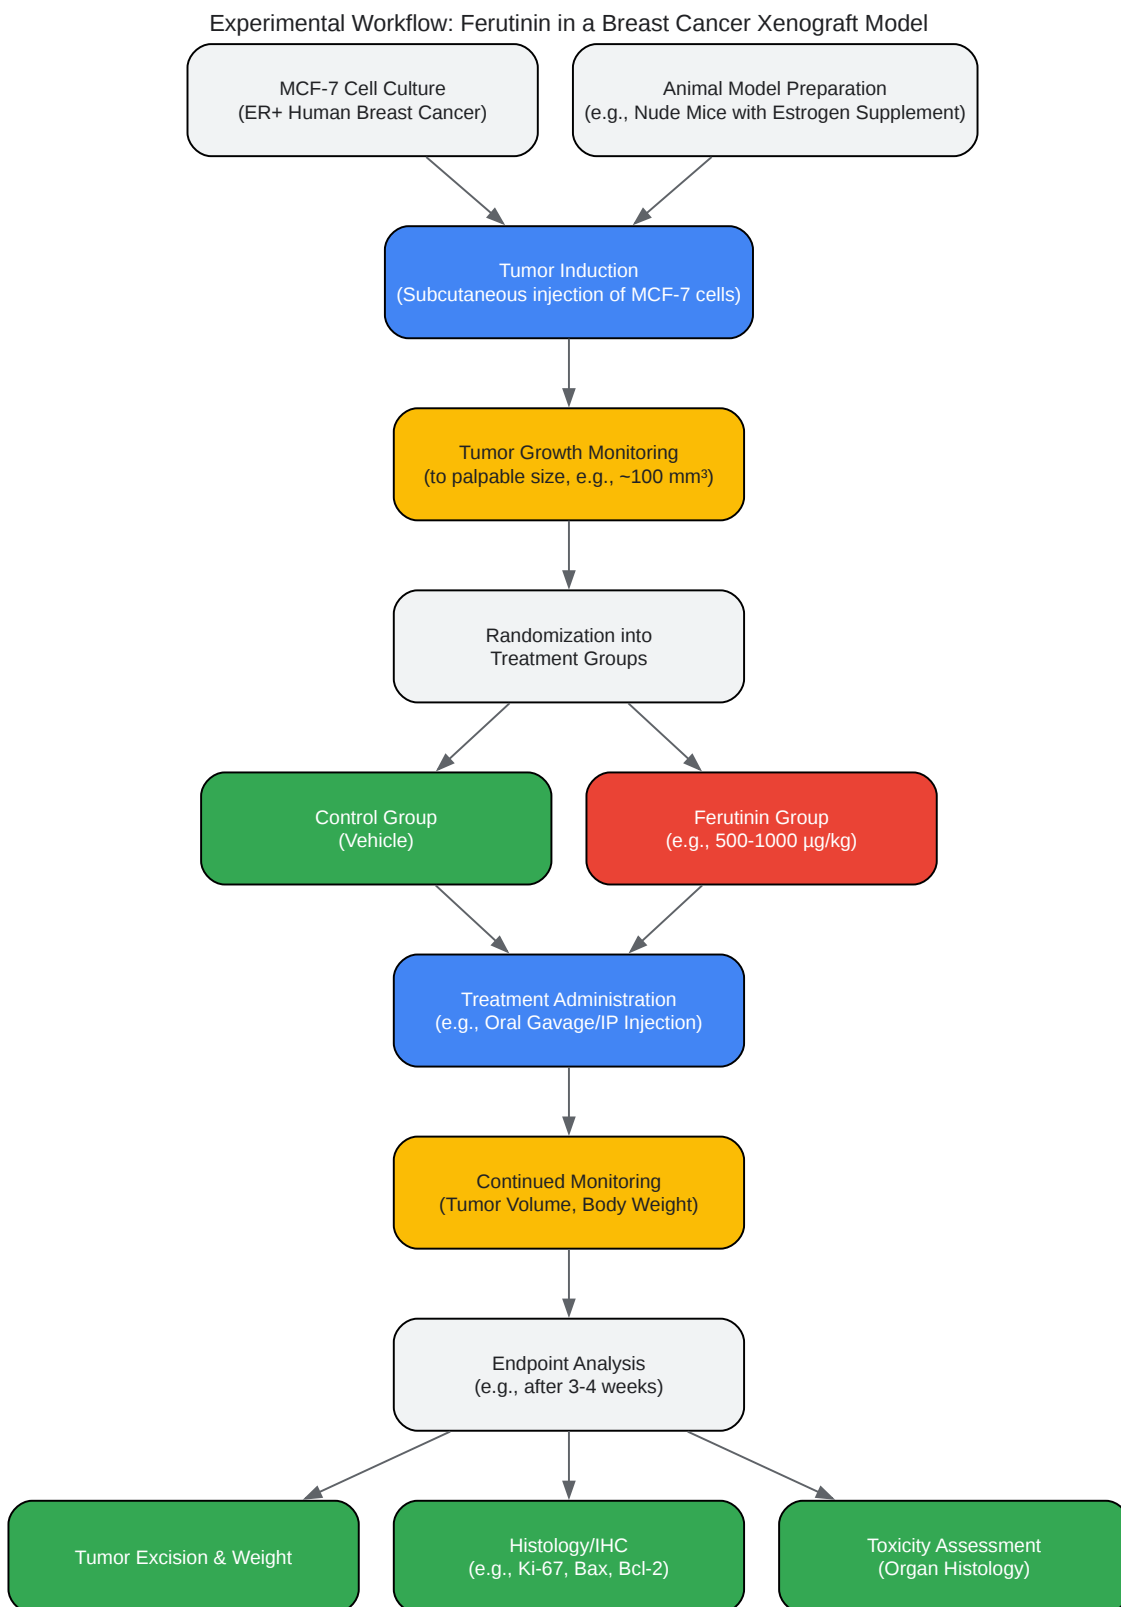 Experimental Workflow: Ferutinin in a Breast Cancer Xenograft Model
MCF-7 Cell Culture
(ER+ Human Breast Cancer)
Animal Model Preparation
(e.g., Nude Mice with Estrogen Supplement)
Tumor Induction
(Subcutaneous injection of MCF-7 cells)
Tumor Growth Monitoring
(to palpable size, e.g., ~100 mm³)
Randomization into
Treatment Groups
Control Group
(Vehicle)
Ferutinin Group
(e.g., 500-1000 µg/kg)
Treatment Administration
(e.g., Oral Gavage/IP Injection)
Continued Monitoring
(Tumor Volume, Body Weight)
Endpoint Analysis
(e.g., after 3-4 weeks)
Tumor Excision & Weight
Histology/IHC
(e.g., Ki-67, Bax, Bcl-2)
Toxicity Assessment
(Organ Histology)